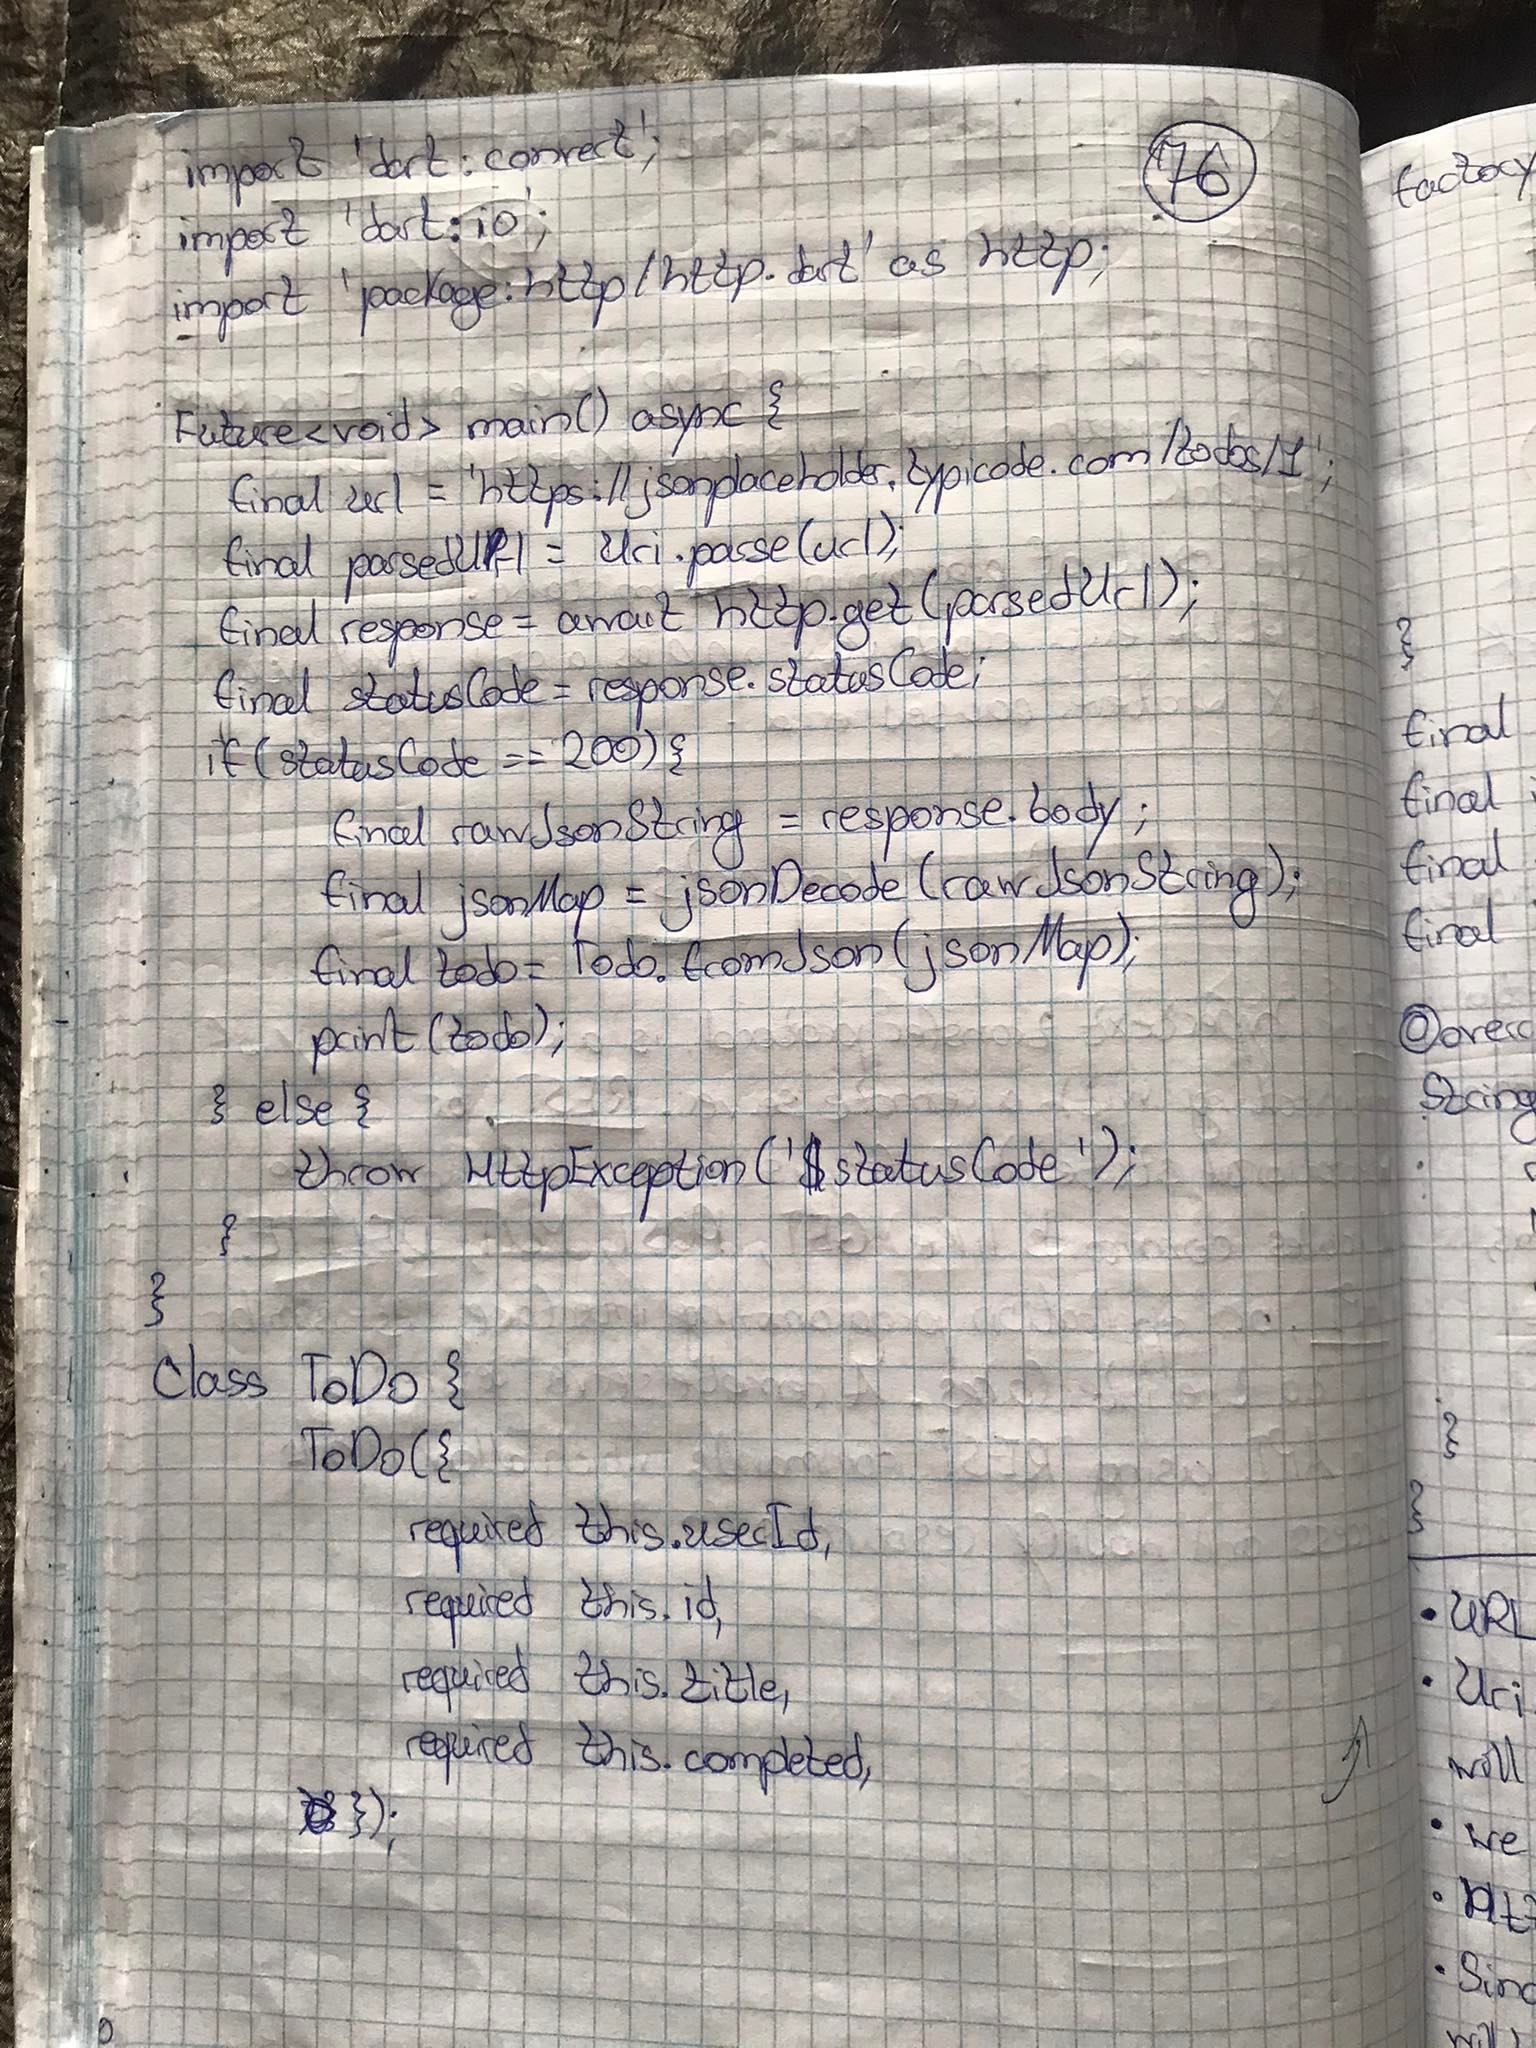 76
import 'dart:convert';
import 'dart:io';
import 'package:http/http.dart' as http;
Future<void> main() async {
final url = 'https://jsonplaceholder.typicode.com/todos/1';
final parsedUrl = Uri.parse(url);
final response = await http.get(parsedUrl);
final statusCode = response.statusCode;
if(statusCode == 200){
final rawJsonString = response.body;
final jsonMap = jsonDecode(rawJsonString);
final todo = Todo.fromJson(jsonMap);
print(todo);
} else {
throw HttpException('$statusCode');
}
}
Class ToDo {
ToDo({
required this.userId,
required this.id,
required this.title,
required this.completed,
});
factory
}
final
final
final
final
@
String
}
}
• URL
• Uri
will
• we
•
•
will